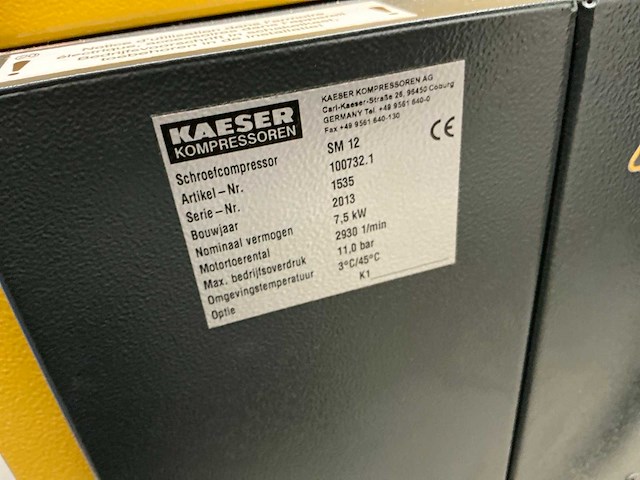 KAESER
KOMPRESSOREN
KAESER KOMPRESSOREN AG
Carl-Kaeser-Straße 26, 96450 Coburg
GERMANY Tel. +49 9561 640-0
Fax +49 9561 640-130
CE
Schroefcompressor SM 12
Artikel-Nr. 100732.1
Serie-Nr. 1535
Bouwjaar 2013
Nominaal vermogen 7,5 kW
Motortoerental 2930 1/min
Max. bedrijfsoverdruk 11,0 bar
Omgevingstemperatuur 3°C/45°C
Optie K1